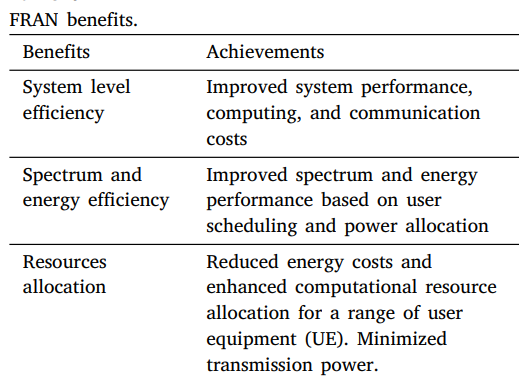 FRAN benefits.
Benefits Achievements
System level efficiency Improved system performance, computing, and communication costs
Spectrum and energy efficiency Improved spectrum and energy performance based on user scheduling and power allocation
Resources allocation Reduced energy costs and enhanced computational resource allocation for a range of user equipment (UE). Minimized transmission power.